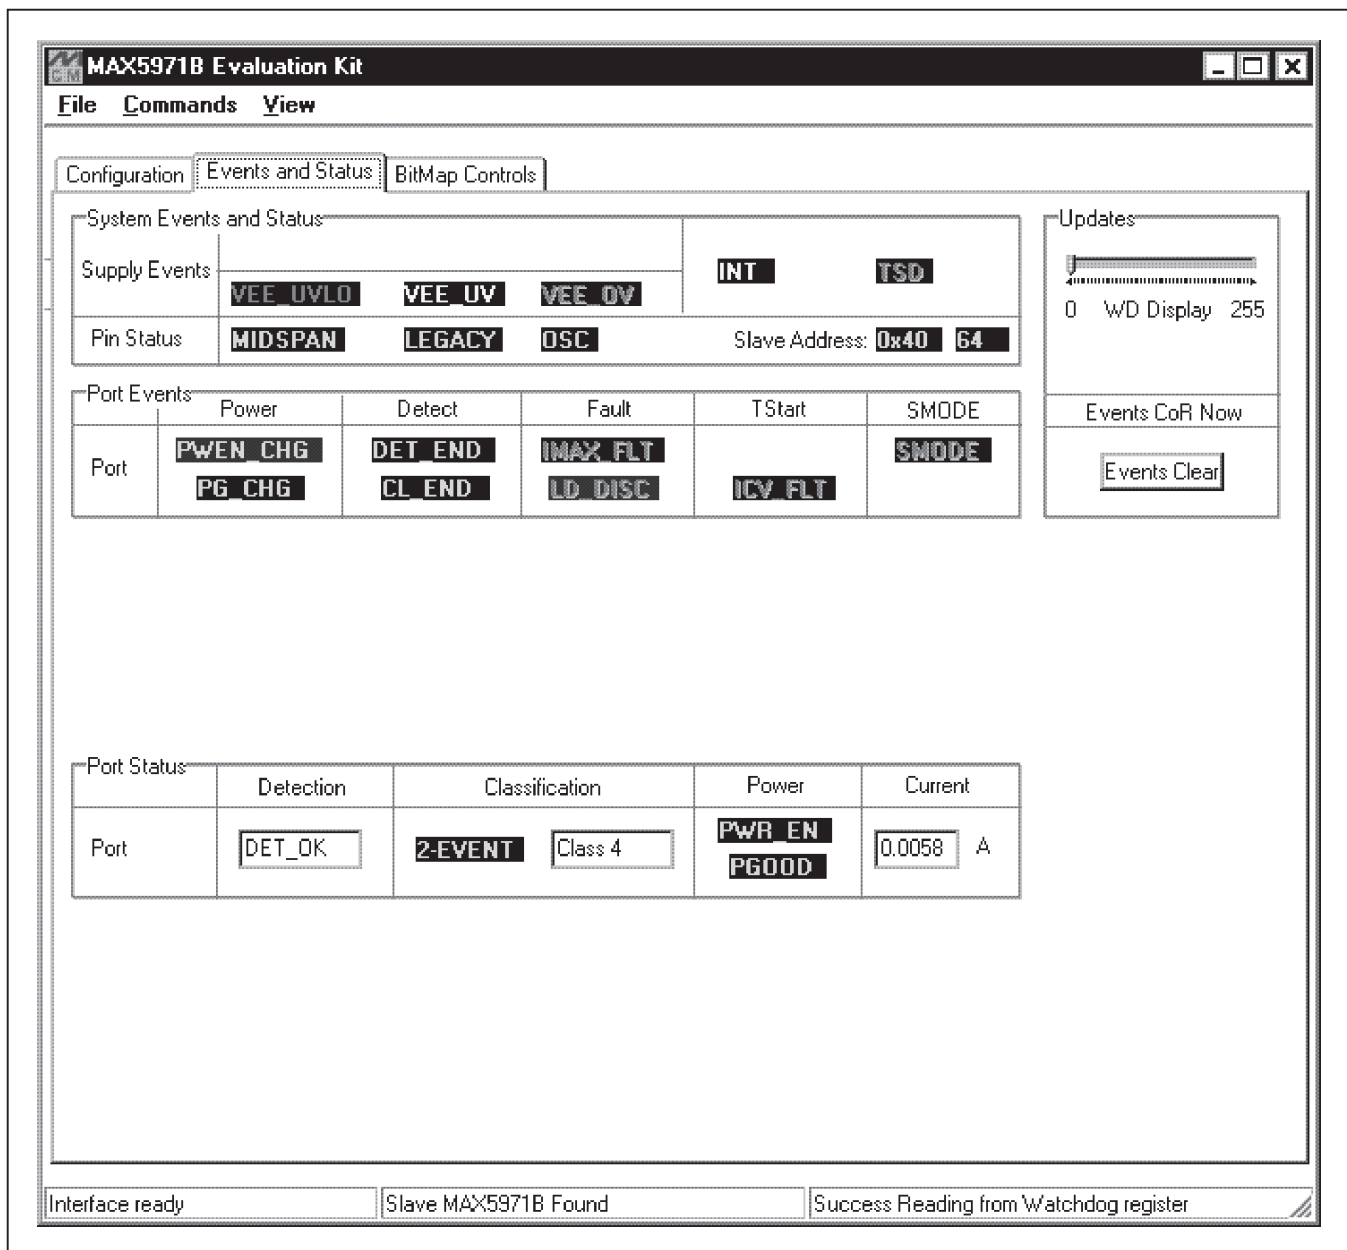 MAX5971B Evaluation Kit
File Commands View
Configuration Events and Status BitMap Controls
System Events and Status
Supply Events
VEE_UVLO VEE_UV VEE_OV INT TSD
Pin Status MIDSPAN LEGACY OSC Slave Address: 0x40 64
Updates
0 WD Display 255
Events CoR Now
Events Clear
Port Events
Power Detect Fault TStart SMODE
Port
PWEN_CHG DET_END IMAX_FLT SMODE
PG_CHG CL_END LD_DISC ICV_FLT
Port Status
Detection Classification Power Current
Port DET_OK 2-EVENT Class 4 PWR_EN 0.0058 A
PGOOD
Interface ready Slave MAX5971B Found Success Reading from Watchdog register